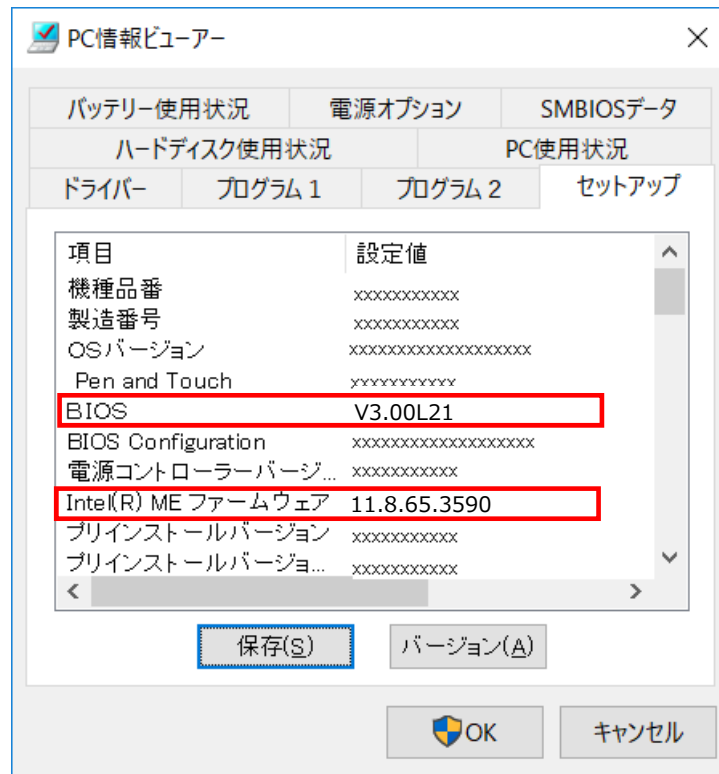 PC情報ビューアー
バッテリー使用状況 電源オプション SMBIOSデータ
ハードディスク使用状況 PC使用状況
ドライバー プログラム 1 プログラム 2 セットアップ
項目 設定値
機種品番 xxxxxxxxxxx
製造番号 xxxxxxxxxxx
OSバージョン xxxxxxxxxxxxxxxxxxx
Pen and Touch xxxxxxxxxxx
BIOS V3.00L21
BIOS Configuration xxxxxxxxxxxxxxxxxxx
電源コントローラーバージ... xxxxxxxxxxx
Intel(R) ME ファームウェア 11.8.65.3590
プリインストールバージョン xxxxxxxxxxx
プリインストールバージョ... xxxxxxxxxxx
保存(S) バージョン(A)
OK キャンセル